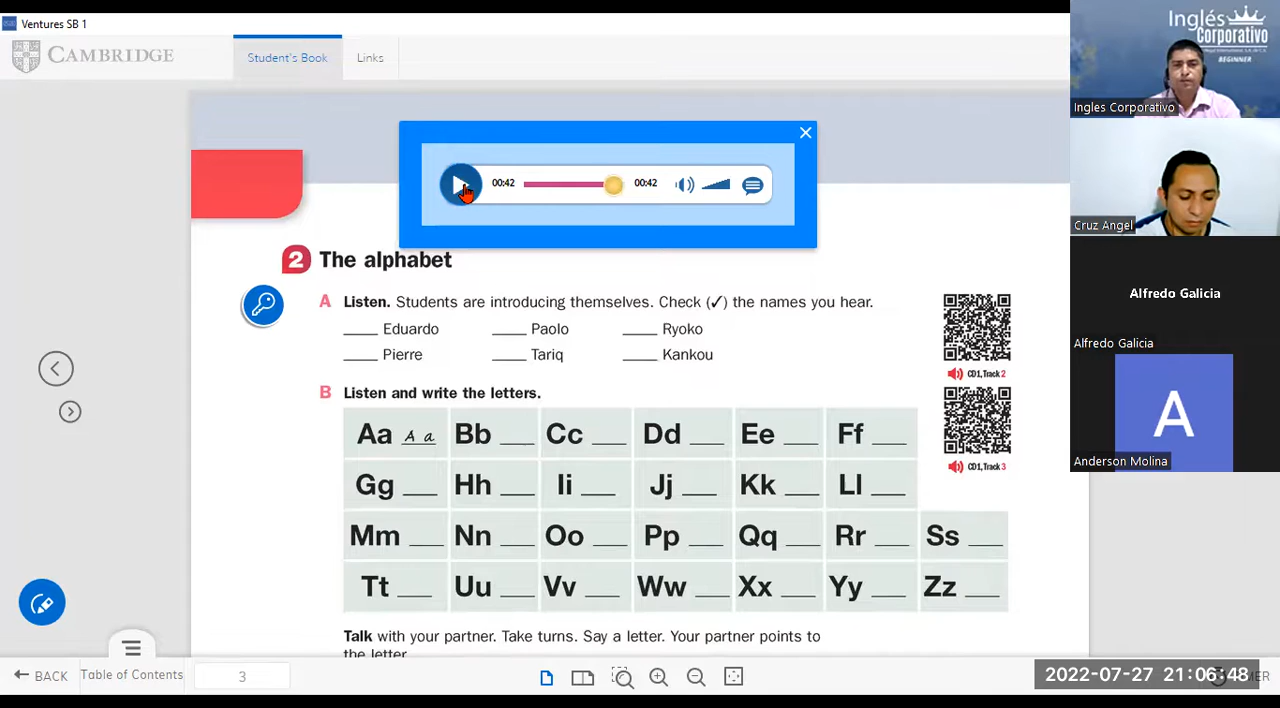 Ventures SB 1
CAMBRIDGE
Student's Book
Links
00:42
00:42
2 The alphabet
A Listen. Students are introducing themselves. Check (✓) the names you hear.
____ Eduardo ____ Paolo ____ Ryoko
____ Pierre ____ Tariq ____ Kankou
CD1, Track 2
B Listen and write the letters.
Aa A a Bb ___ Cc ___ Dd ___ Ee ___ Ff ___
Gg ___ Hh ___ Ii ___ Jj ___ Kk ___ Ll ___
Mm ___ Nn ___ Oo ___ Pp ___ Qq ___ Rr ___ Ss ___
Tt ___ Uu ___ Vv ___ Ww ___ Xx ___ Yy ___ Zz ___
CD1, Track 3
Talk with your partner. Take turns. Say a letter. Your partner points to
the letter.
BACK
Table of Contents
3
2022-07-27 21:06:48
Inglés
Corporativo
BEGINNER
Ingles Corporativo
Cruz Angel
Alfredo Galicia
Alfredo Galicia
A
Anderson Molina